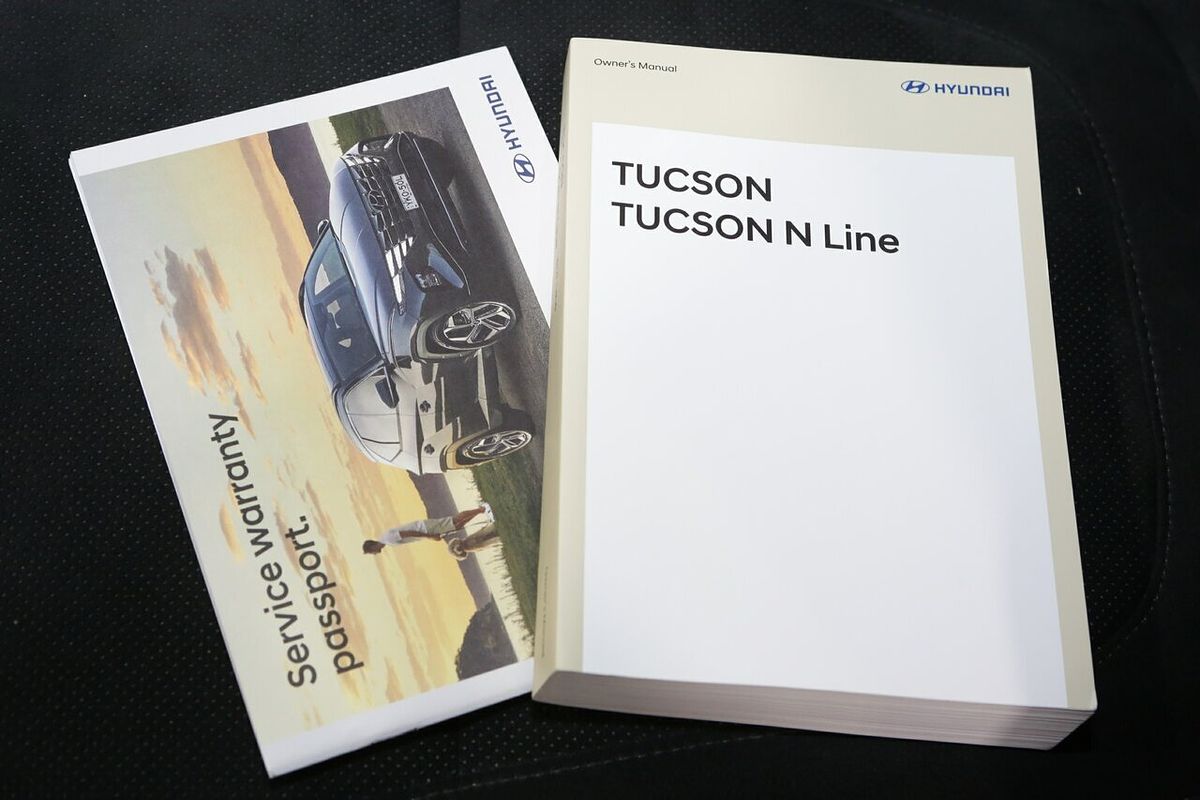 Service warranty
passport.
HYUNDAI
Owner's Manual
HYUNDAI
TUCSON
TUCSON N Line